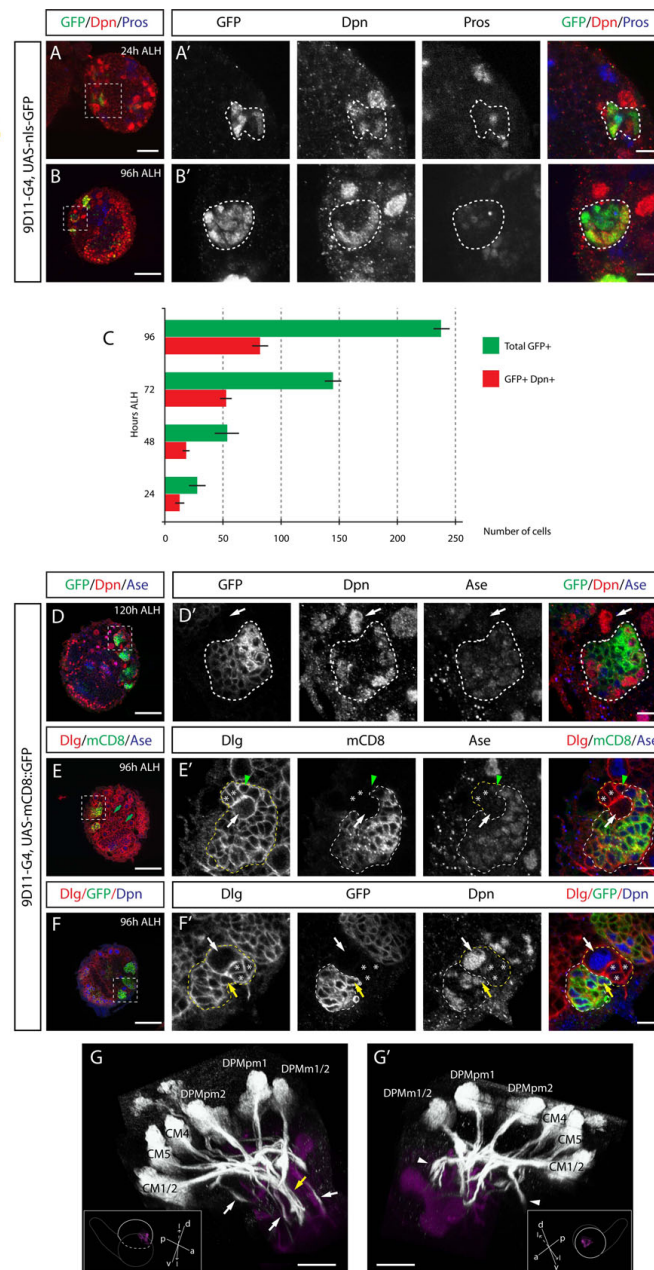 GFP/Dpn/Pros GFP Dpn Pros GFP/Dpn/Pros
9D11-G4, UAS-nls-GFP
A 24h ALH A'
B 96h ALH B'
C
Hours ALH
96
72
48
24
0 50 100 150 200 250
Number of cells
Total GFP+
GFP+ Dpn+
9D11-G4, UAS-mCD8::GFP
GFP/Dpn/Ase GFP Dpn Ase GFP/Dpn/Ase
D 120h ALH D'
Dlg/mCD8/Ase Dlg mCD8 Ase Dlg/mCD8/Ase
E 96h ALH E' * * * * * * * *
Dlg/GFP/Dpn Dlg GFP Dpn Dlg/GFP/Dpn
F 96h ALH F'
G DPMpm1 DPMm1/2
DPMpm2
CM4
CM5
CM1/2
d
p l
a
v
G' DPMpm1
DPMm1/2 DPMpm2
CM4
CM5
CM1/2
d
l p
a l
v